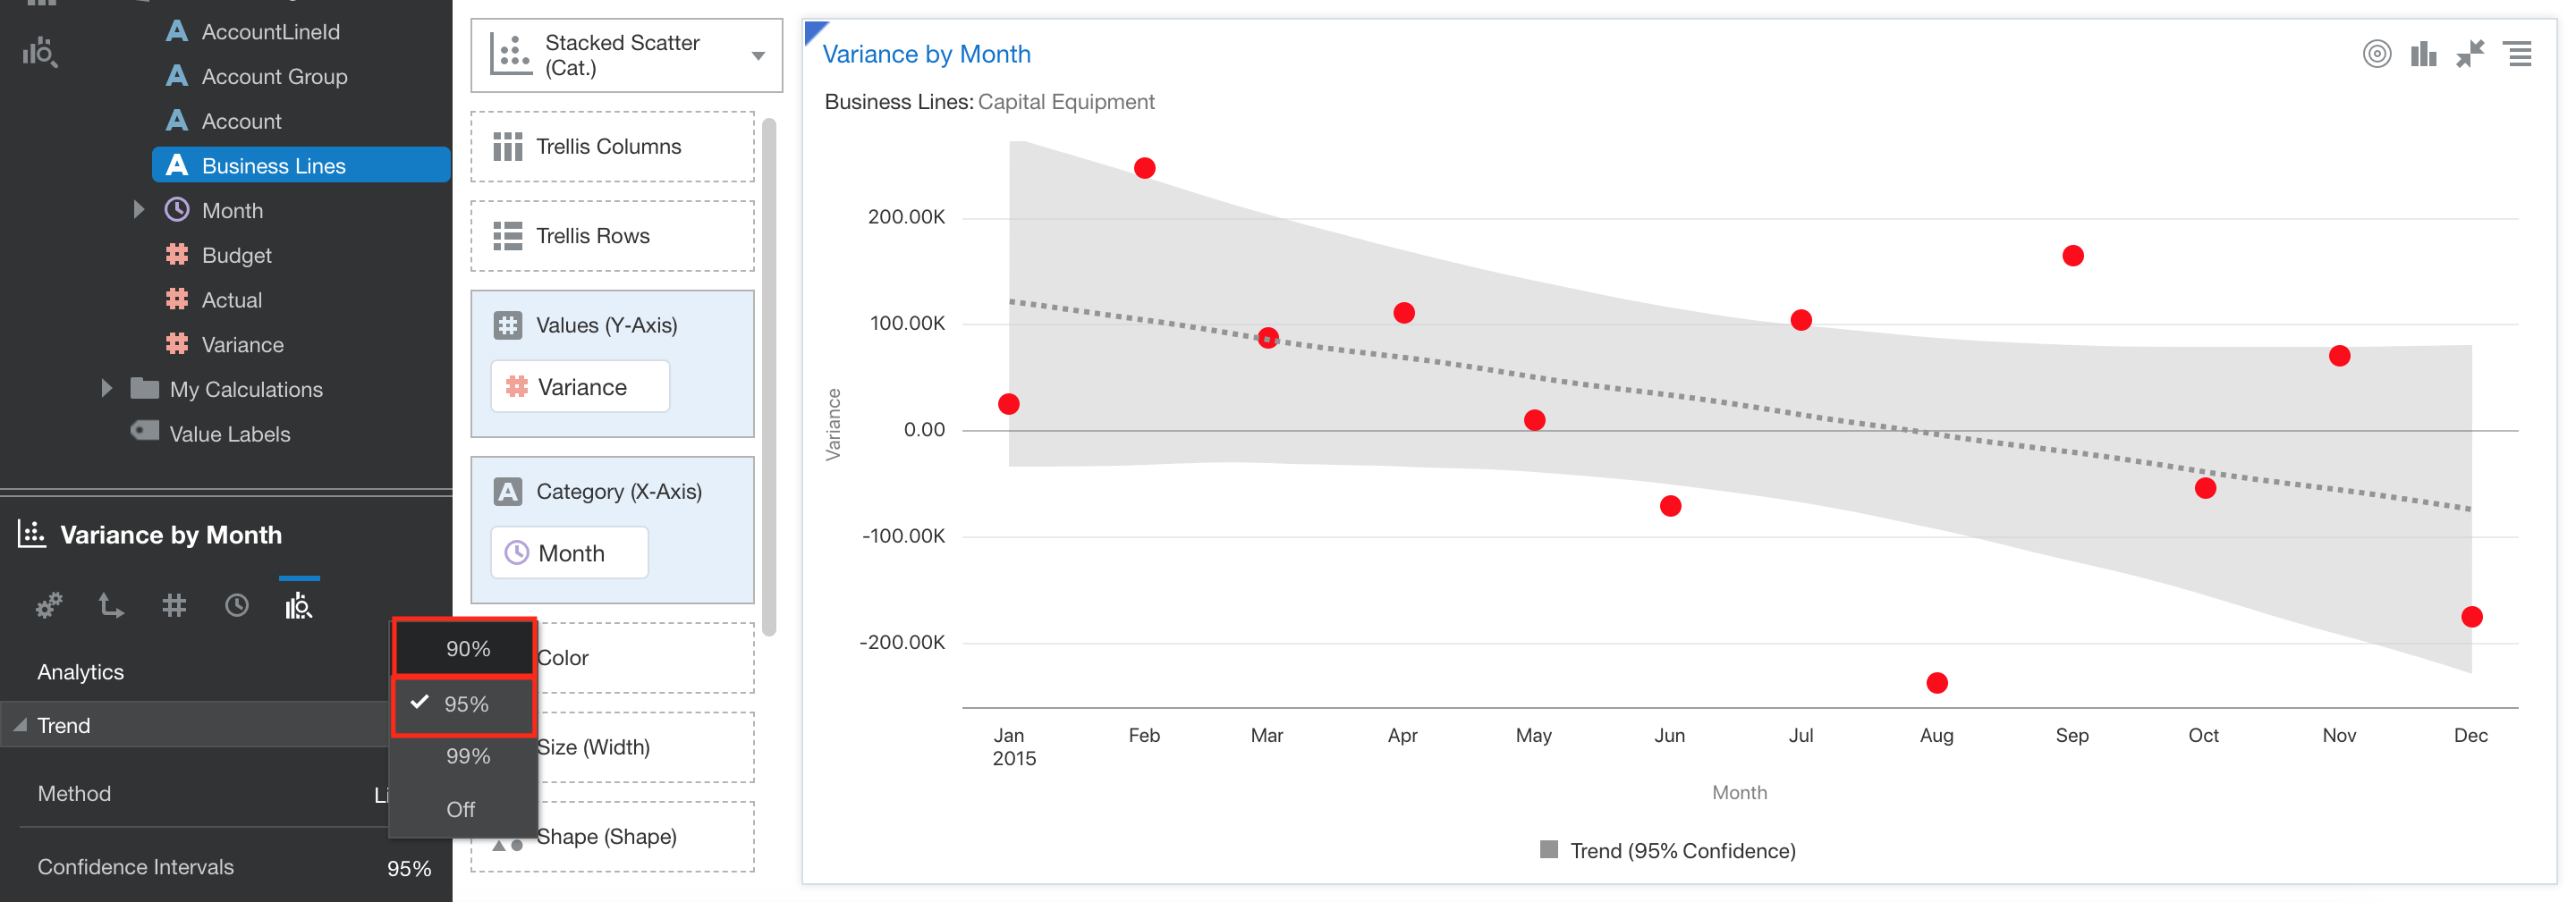 AccountLineId
Account Group
Account
Business Lines
Month
Budget
Actual
Variance
My Calculations
Value Labels
Variance by Month
Analytics
Trend
Method
Confidence Intervals
95%
90%
95%
99%
Off
Stacked Scatter
(Cat.)
Trellis Columns
Trellis Rows
Values (Y-Axis)
Variance
Category (X-Axis)
Month
Color
Size (Width)
Shape (Shape)
Variance by Month
Business Lines: Capital Equipment
200.00K
100.00K
0.00
-100.00K
-200.00K
Variance
Jan Feb Mar Apr May Jun Jul Aug Sep Oct Nov Dec
2015
Month
Trend (95% Confidence)